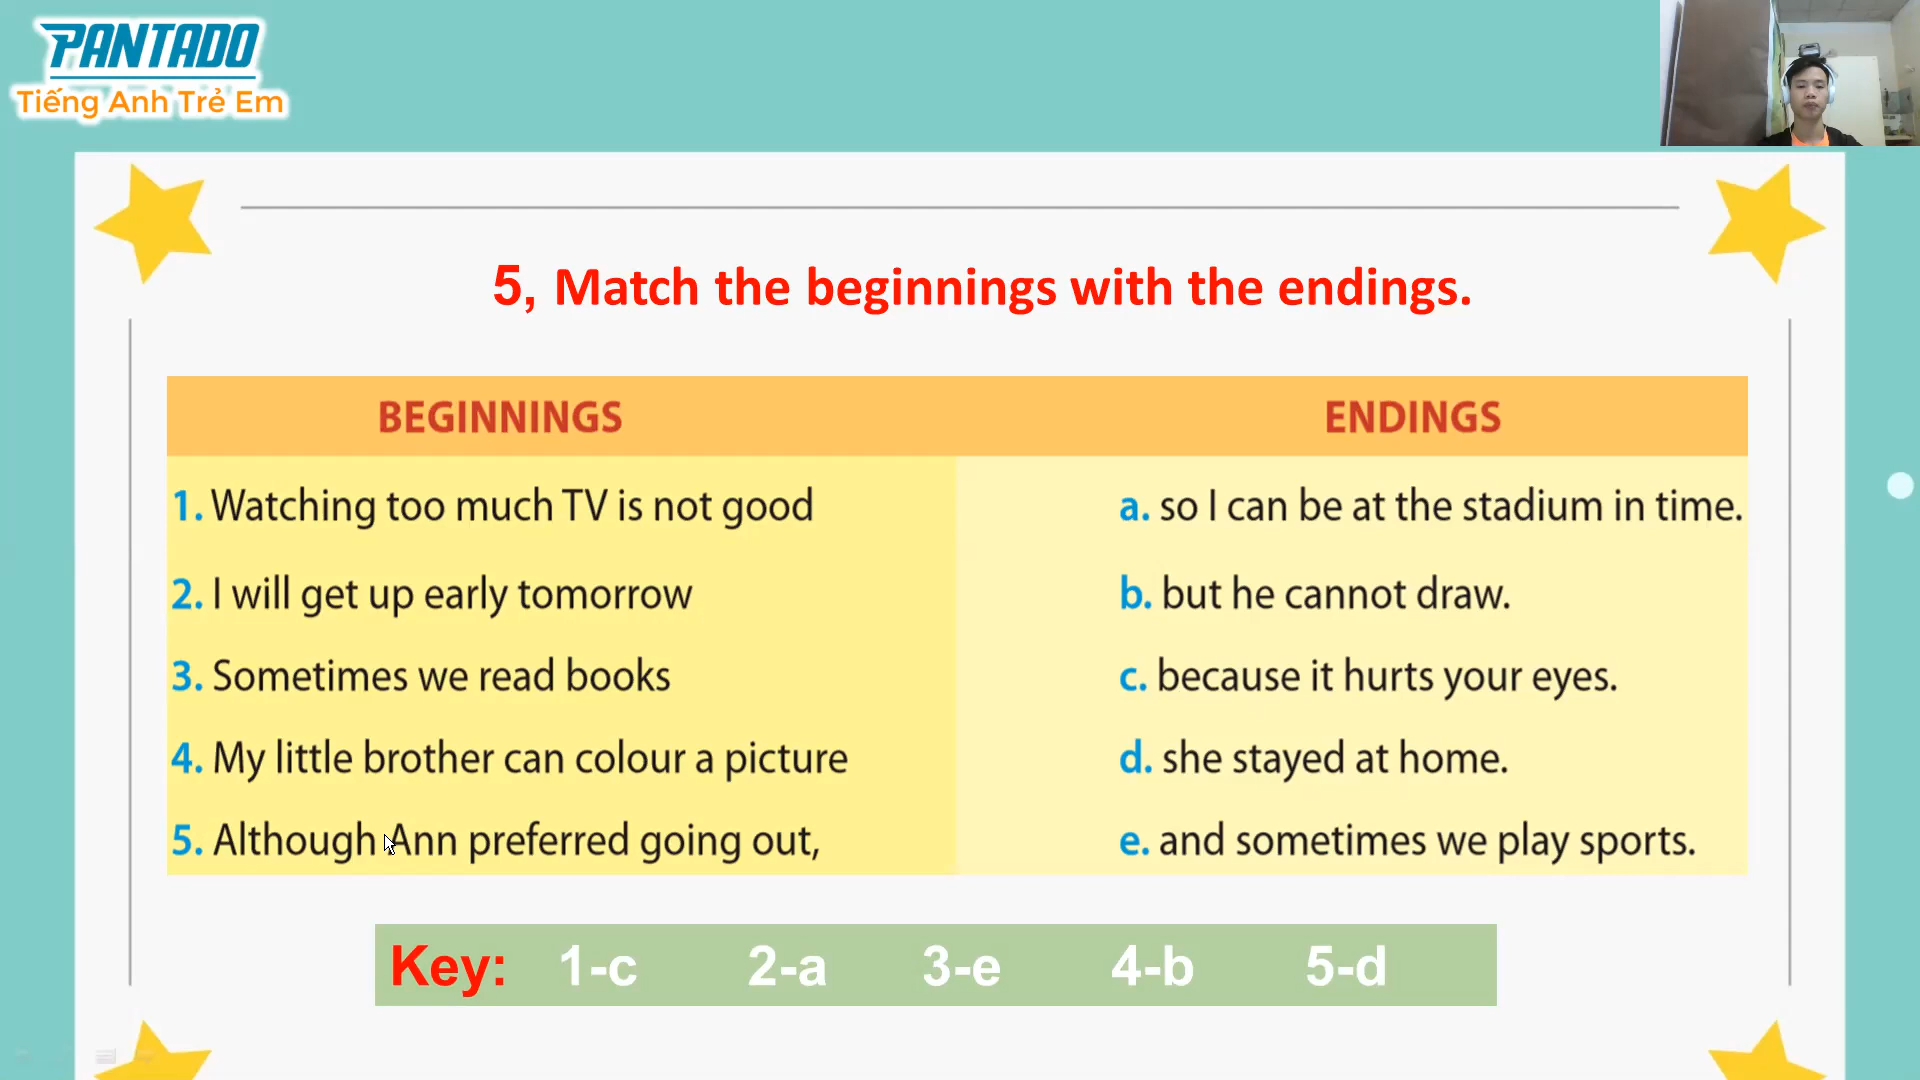 PANTADO
Tiếng Anh Trẻ Em
5, Match the beginnings with the endings.
BEGINNINGS ENDINGS
1. Watching too much TV is not good a. so I can be at the stadium in time.
2. I will get up early tomorrow b. but he cannot draw.
3. Sometimes we read books c. because it hurts your eyes.
4. My little brother can colour a picture d. she stayed at home.
5. Although Ann preferred going out, e. and sometimes we play sports.
Key: 1-c 2-a 3-e 4-b 5-d